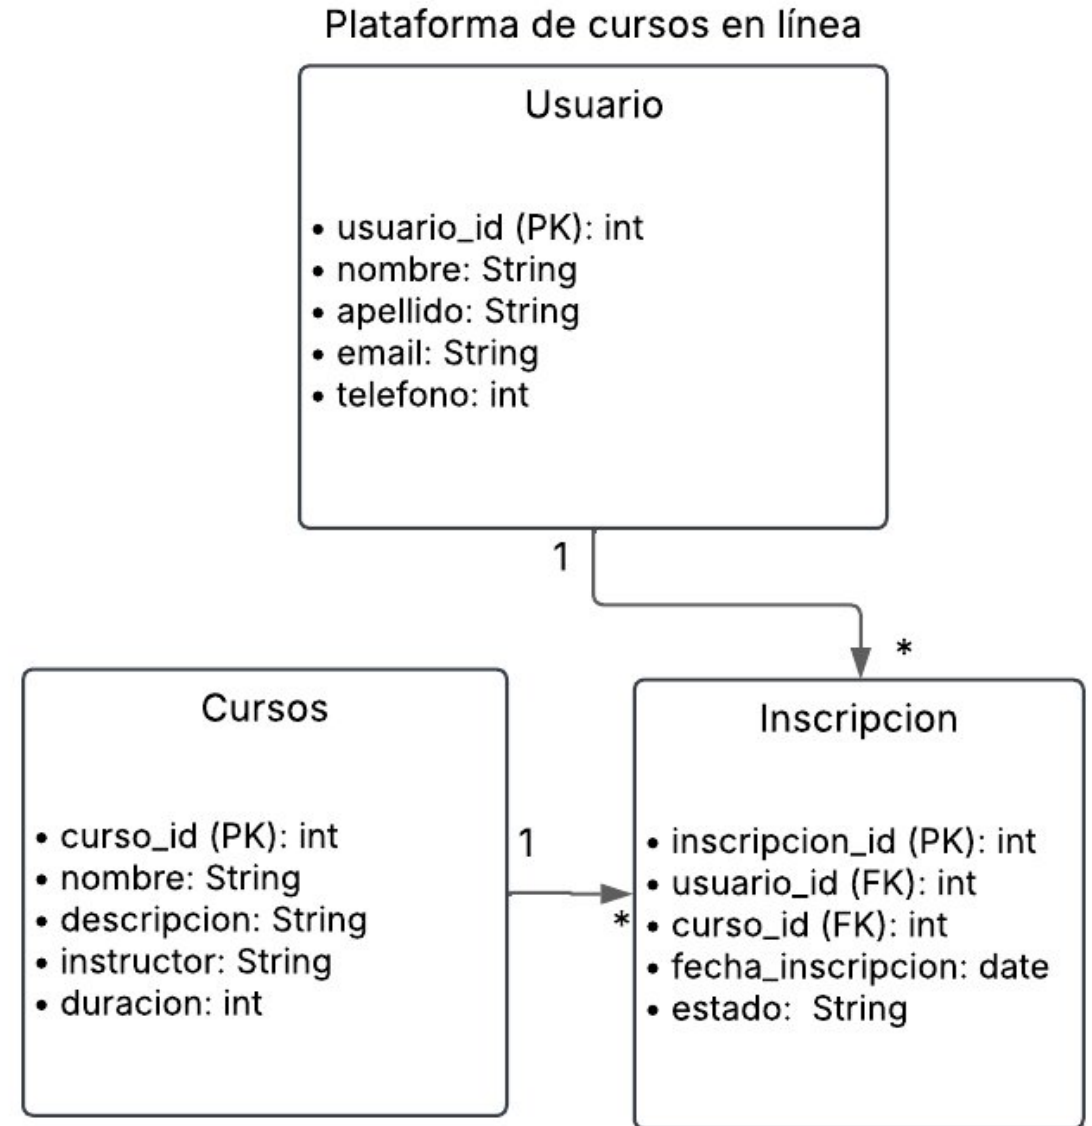 Plataforma de cursos en línea
Usuario
• usuario_id (PK): int
• nombre: String
• apellido: String
• email: String
• telefono: int
1
*
Cursos
• curso_id (PK): int
• nombre: String
• descripcion: String
• instructor: String
• duracion: int
1
*
Inscripcion
• inscripcion_id (PK): int
• usuario_id (FK): int
• curso_id (FK): int
• fecha_inscripcion: date
• estado:  String